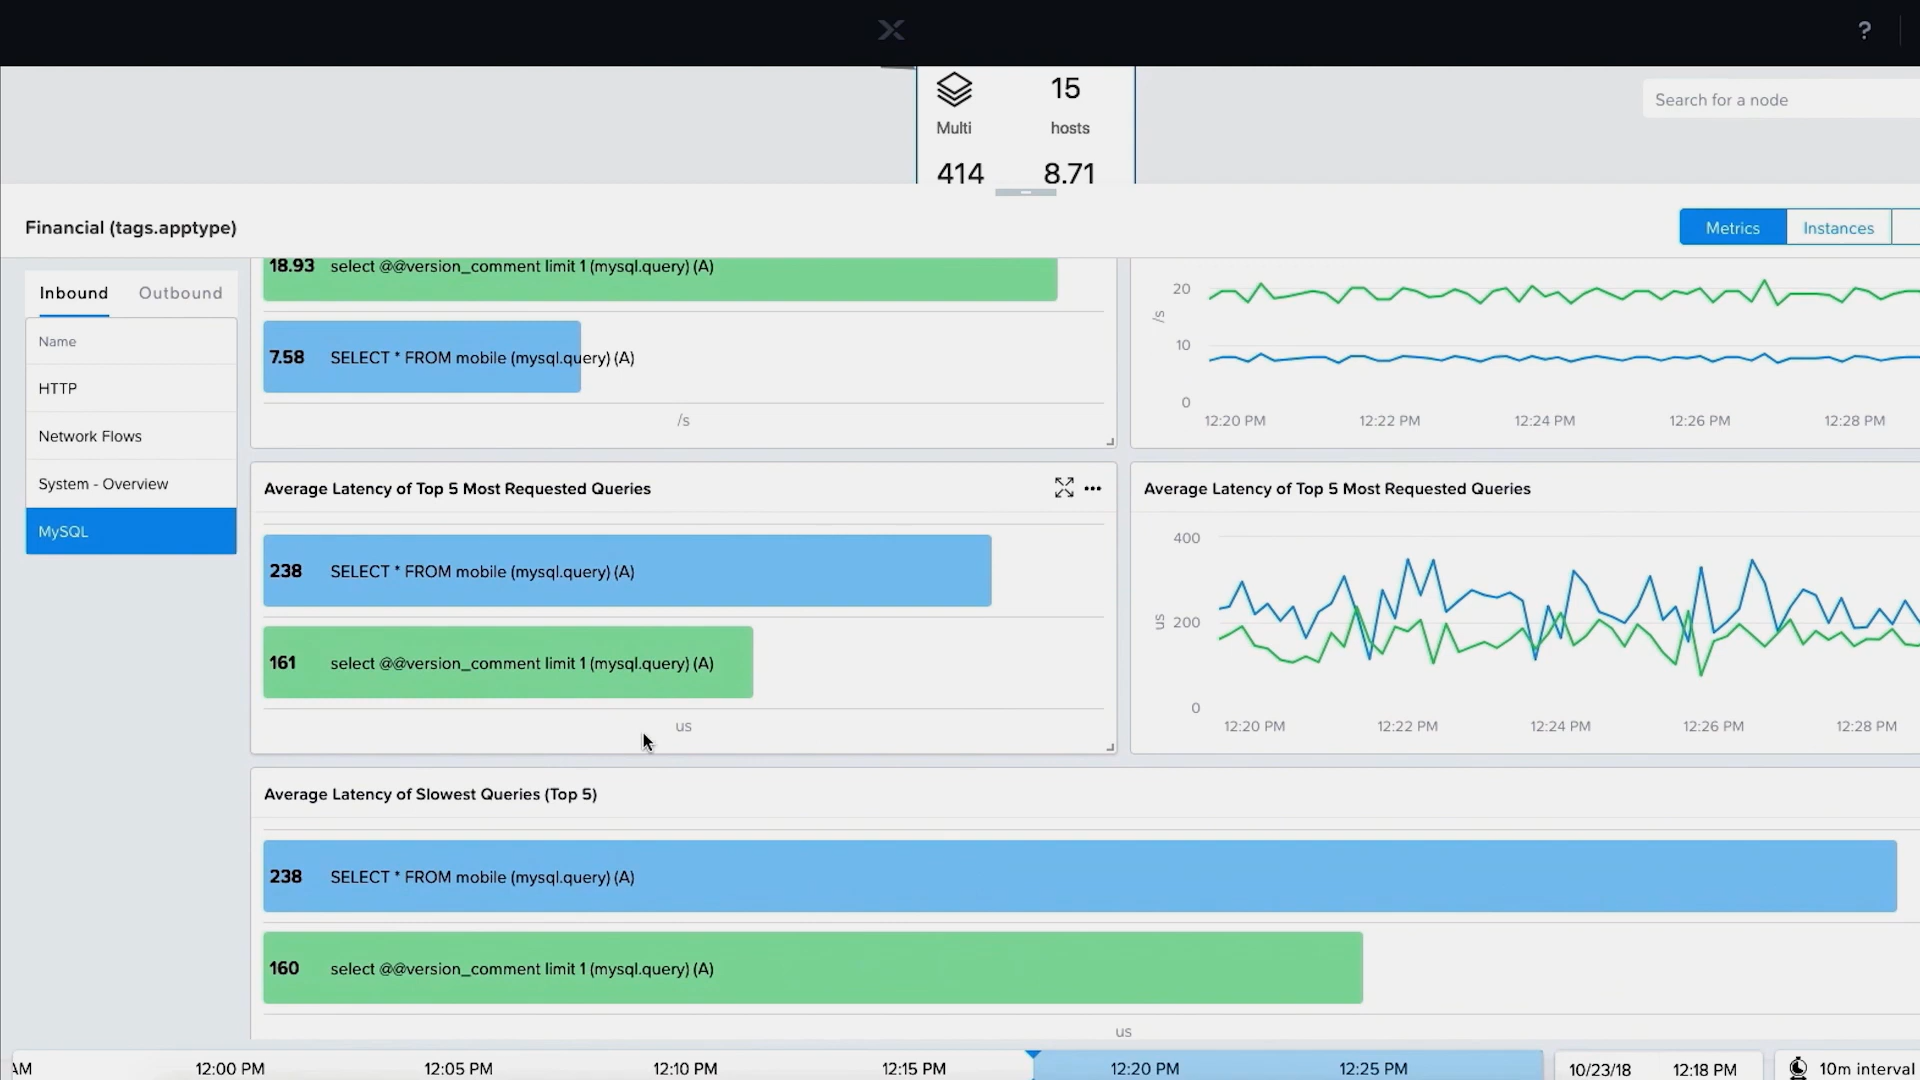 ?
15
Multi hosts
414 8.71
Search for a node
Financial (tags.apptype)
Metrics Instances
Inbound Outbound
Name
HTTP
Network Flows
System - Overview
MySQL
18.93 select @@version_comment limit 1 (mysql.query) (A)
7.58 SELECT * FROM mobile (mysql.query) (A)
/s
20
10
0
/s
12:20 PM 12:22 PM 12:24 PM 12:26 PM 12:28 PM
Average Latency of Top 5 Most Requested Queries
238 SELECT * FROM mobile (mysql.query) (A)
161 select @@version_comment limit 1 (mysql.query) (A)
us
Average Latency of Top 5 Most Requested Queries
400
200
0
us
12:20 PM 12:22 PM 12:24 PM 12:26 PM 12:28 PM
Average Latency of Slowest Queries (Top 5)
238 SELECT * FROM mobile (mysql.query) (A)
160 select @@version_comment limit 1 (mysql.query) (A)
us
AM 12:00 PM 12:05 PM 12:10 PM 12:15 PM 12:20 PM 12:25 PM 10/23/18 12:18 PM 10m interval